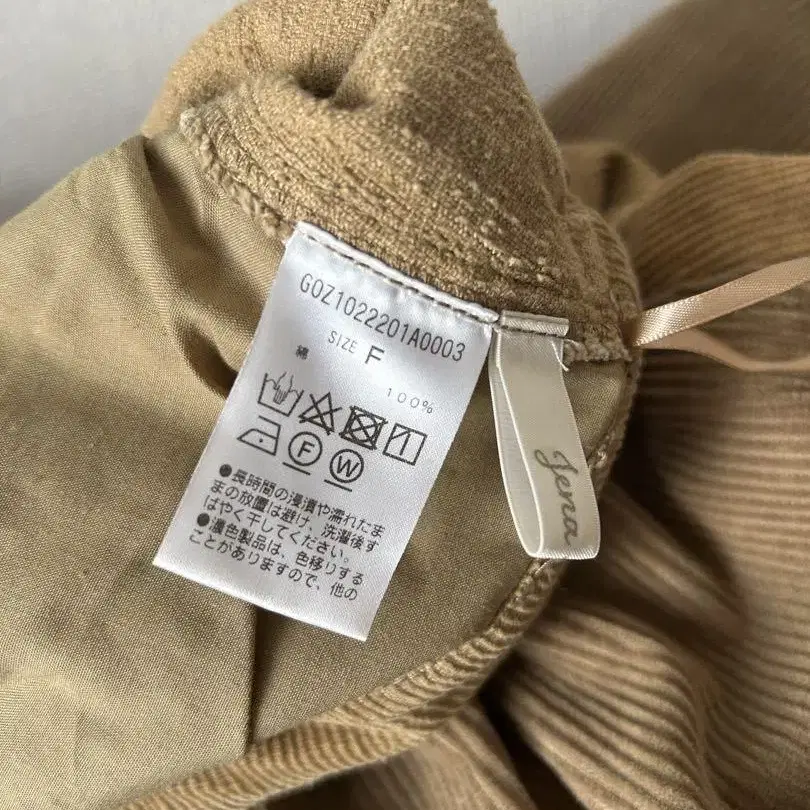 G0Z1022201A0003
SIZE F
綿 100%
F W
●長時間の浸漬や濡れたま
まの放置は避け、洗濯後す
ばやく干してください。
●濃色製品は、色移りする
ことがありますので、他の
Jena